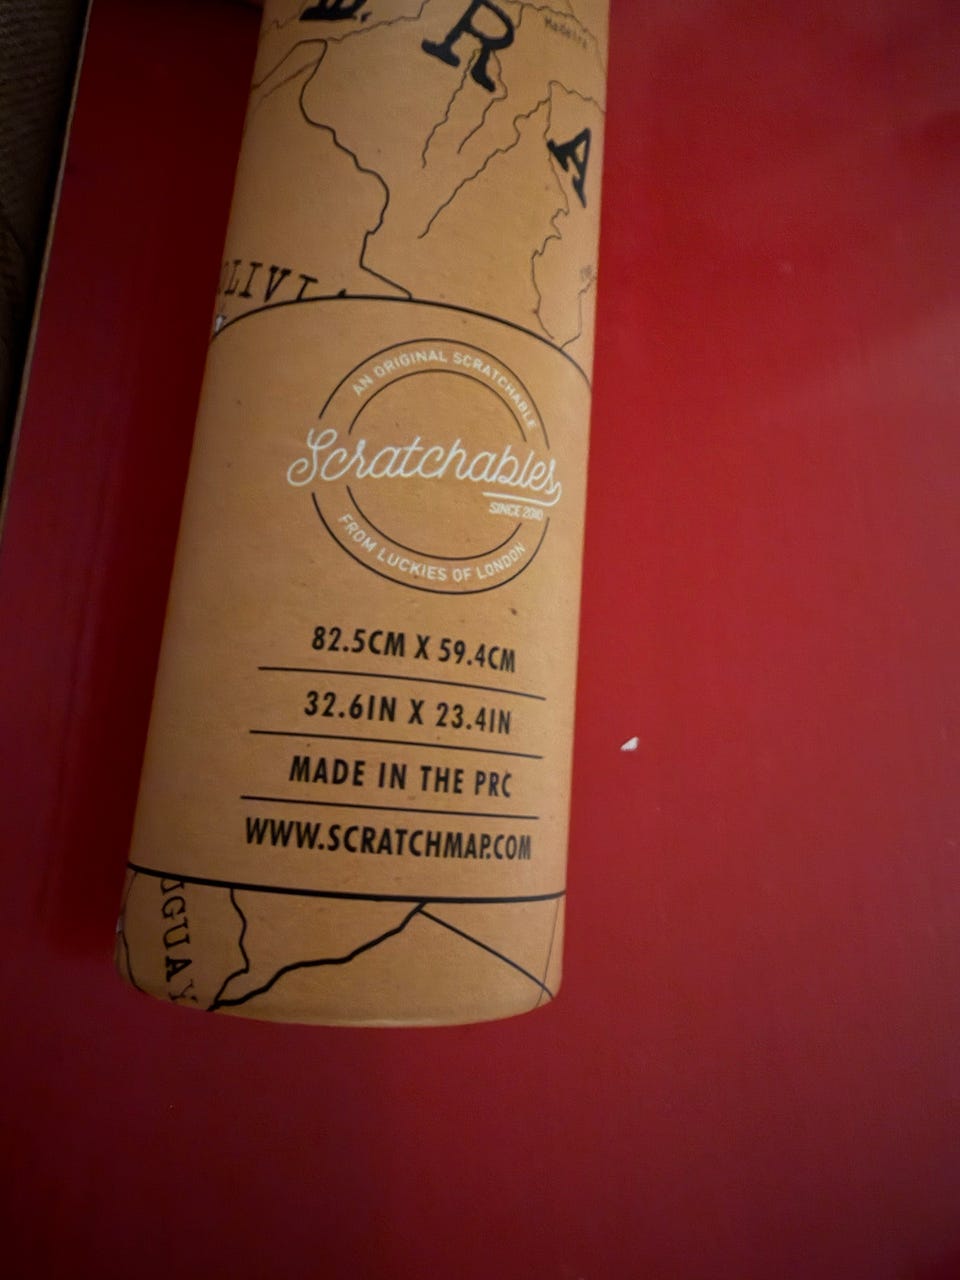 R
Madeira
A
AN ORIGINAL SCRATCHABLE
Scratchables
SINCE 2010
FROM LUCKIES OF LONDON
82.5CM X 59.4CM
32.6IN X 23.4IN
MADE IN THE PRC
WWW.SCRATCHMAP.COM